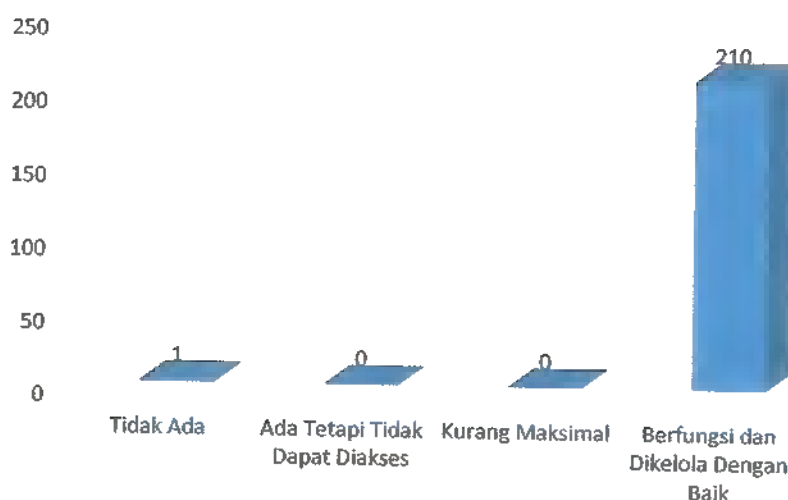 250
200
150
100
50
0
1
0
0
210
Tidak Ada
Ada Tetapi Tidak
Dapat Diakses
Kurang Maksimal
Berfungsi dan
Dikelola Dengan
Baik